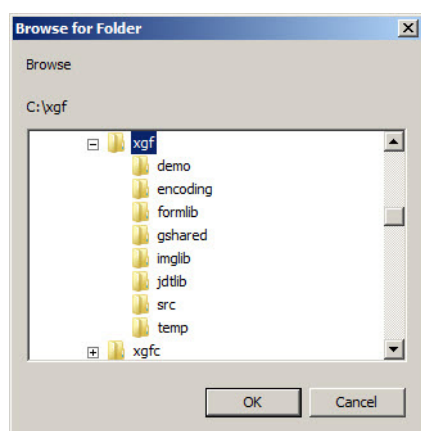 Browse for Folder
Browse
C:\xgf
xgf
demo
encoding
formlib
gshared
imglib
jdtlib
src
temp
xgfc
OK Cancel